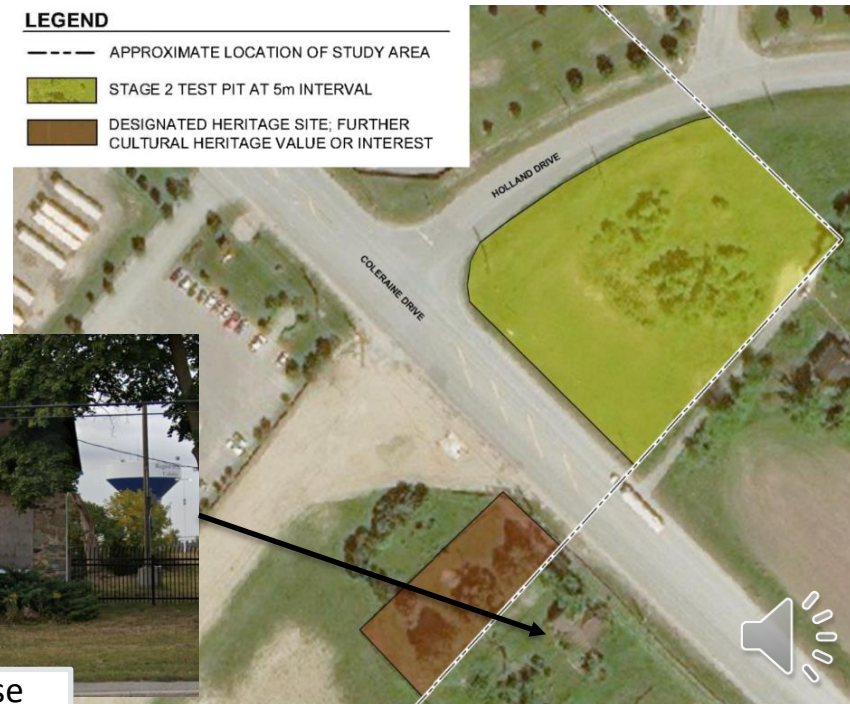 LEGEND
APPROXIMATE LOCATION OF STUDY AREA
STAGE 2 TEST PIT AT 5m INTERVAL
DESIGNATED HERITAGE SITE; FURTHER
CULTURAL HERITAGE VALUE OR INTEREST
HOLLAND DRIVE
COLERAINE DRIVE